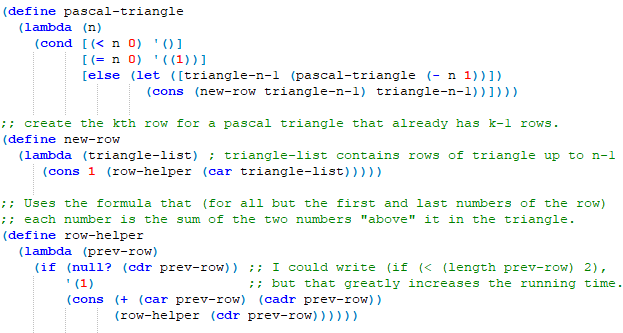 (define pascal-triangle
  (lambda (n)
    (cond [(< n 0) '()]
          [(= n 0) '((1))]
          [else (let ([triangle-n-1 (pascal-triangle (- n 1))])
                  (cons (new-row triangle-n-1) triangle-n-1))])))
;; create the kth row for a pascal triangle that already has k-1 rows.
(define new-row
  (lambda (triangle-list) ; triangle-list contains rows of triangle up to n-1
     (cons 1 (row-helper (car triangle-list)))))
;; Uses the formula that (for all but the first and last numbers of the row)
;; each number is the sum of the two numbers "above" it in the triangle.
(define row-helper
  (lambda (prev-row)
    (if (null? (cdr prev-row)) ;; I could write (if (< (length prev-row) 2),
        '(1)                   ;; but that greatly increases the running time.
        (cons (+ (car prev-row) (cadr prev-row))
              (row-helper (cdr prev-row))))))